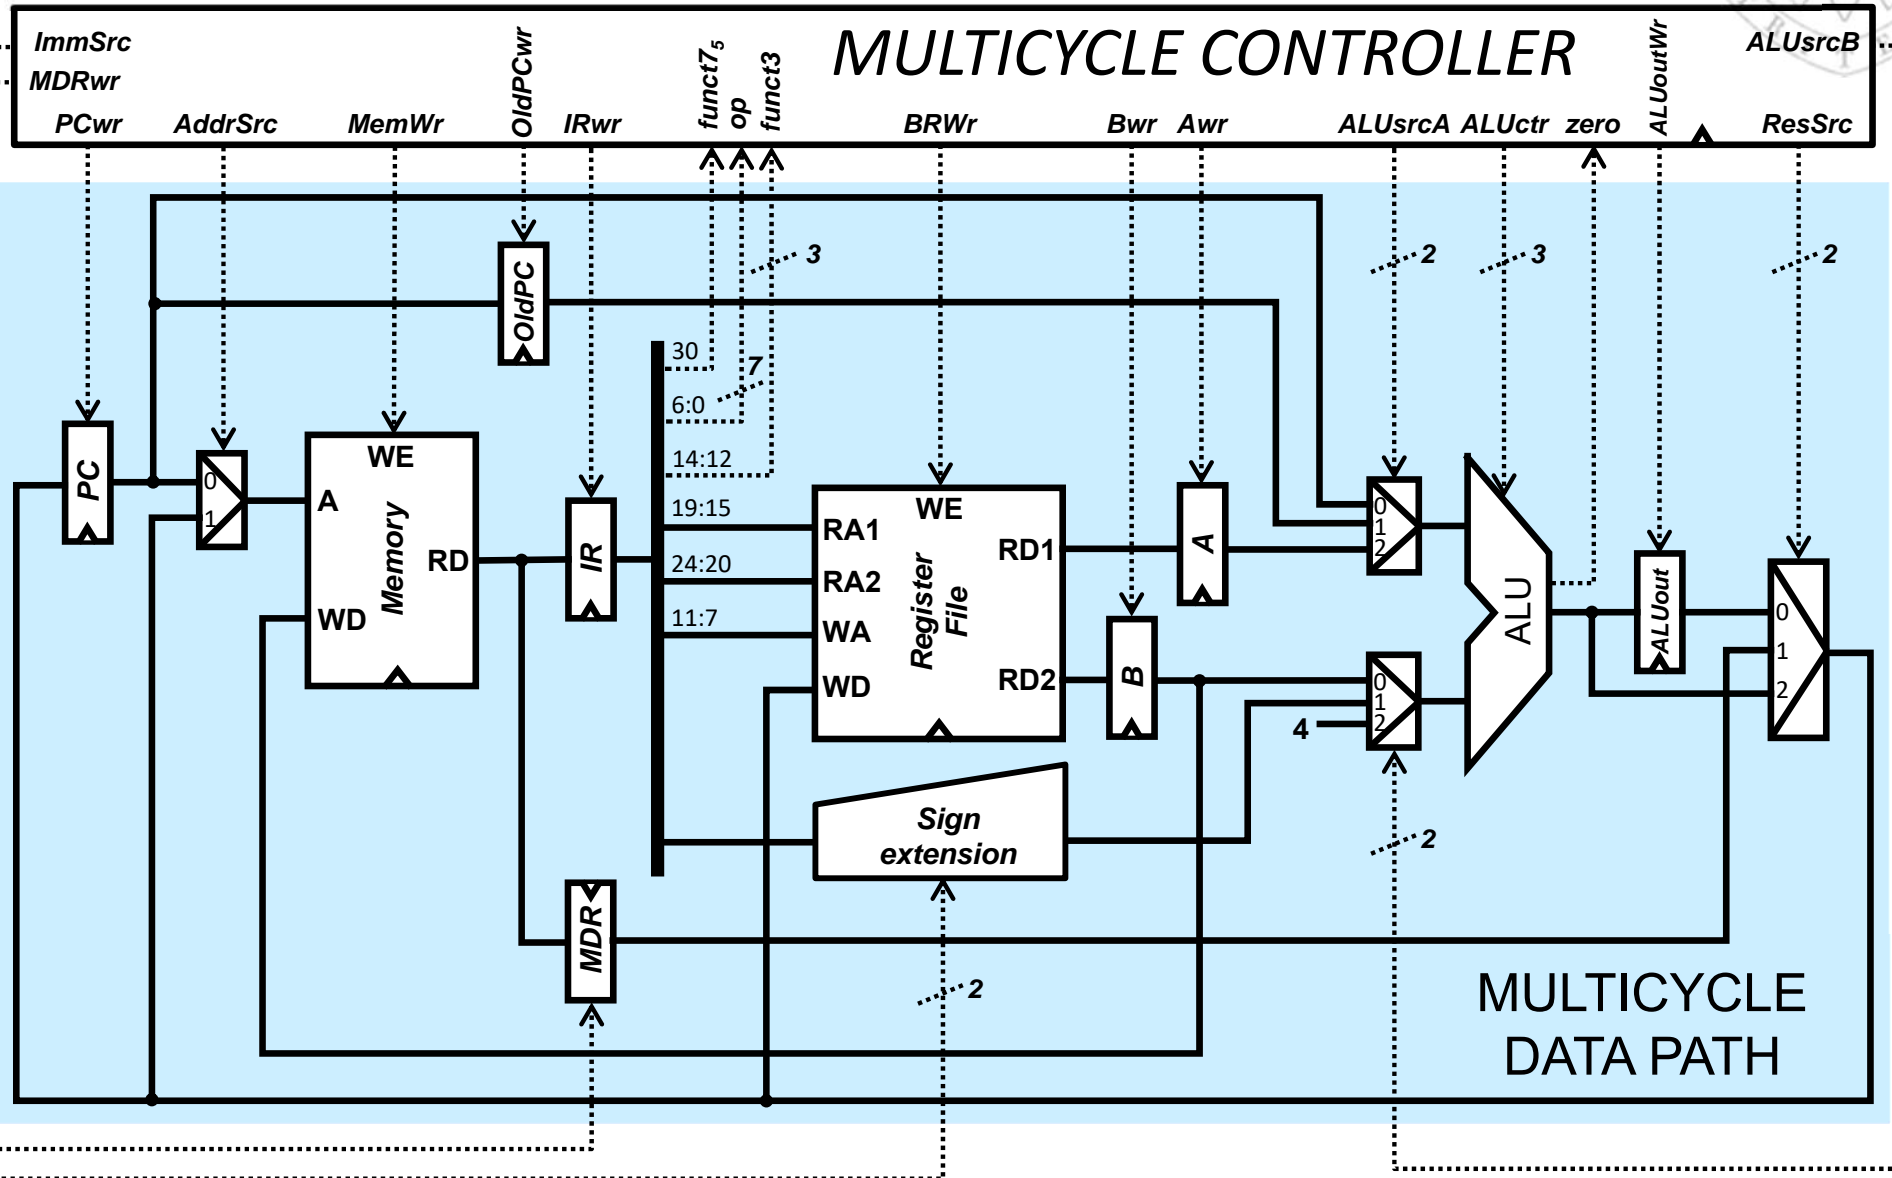 MULTICYCLE CONTROLLER
ImmSrc
MDRwr
PCwr
AddrSrc
MemWr
OldPCwr
IRwr
funct7₅
op
funct3
BRWr
Bwr
Awr
ALUsrcA
ALUctr
zero
ALUoutWr
ALUsrcB
ResSrc
3
2
3
2
OldPC
30
7
6:0
14:12
19:15
24:20
11:7
PC
0
1
WE
A
Memory
RD
WD
IR
WE
RA1
RA2
WA
WD
Register
File
RD1
RD2
A
B
0
1
2
0
1
2
4
ALU
ALUout
0
1
2
Sign
extension
2
MDR
2
MULTICYCLE
DATA PATH